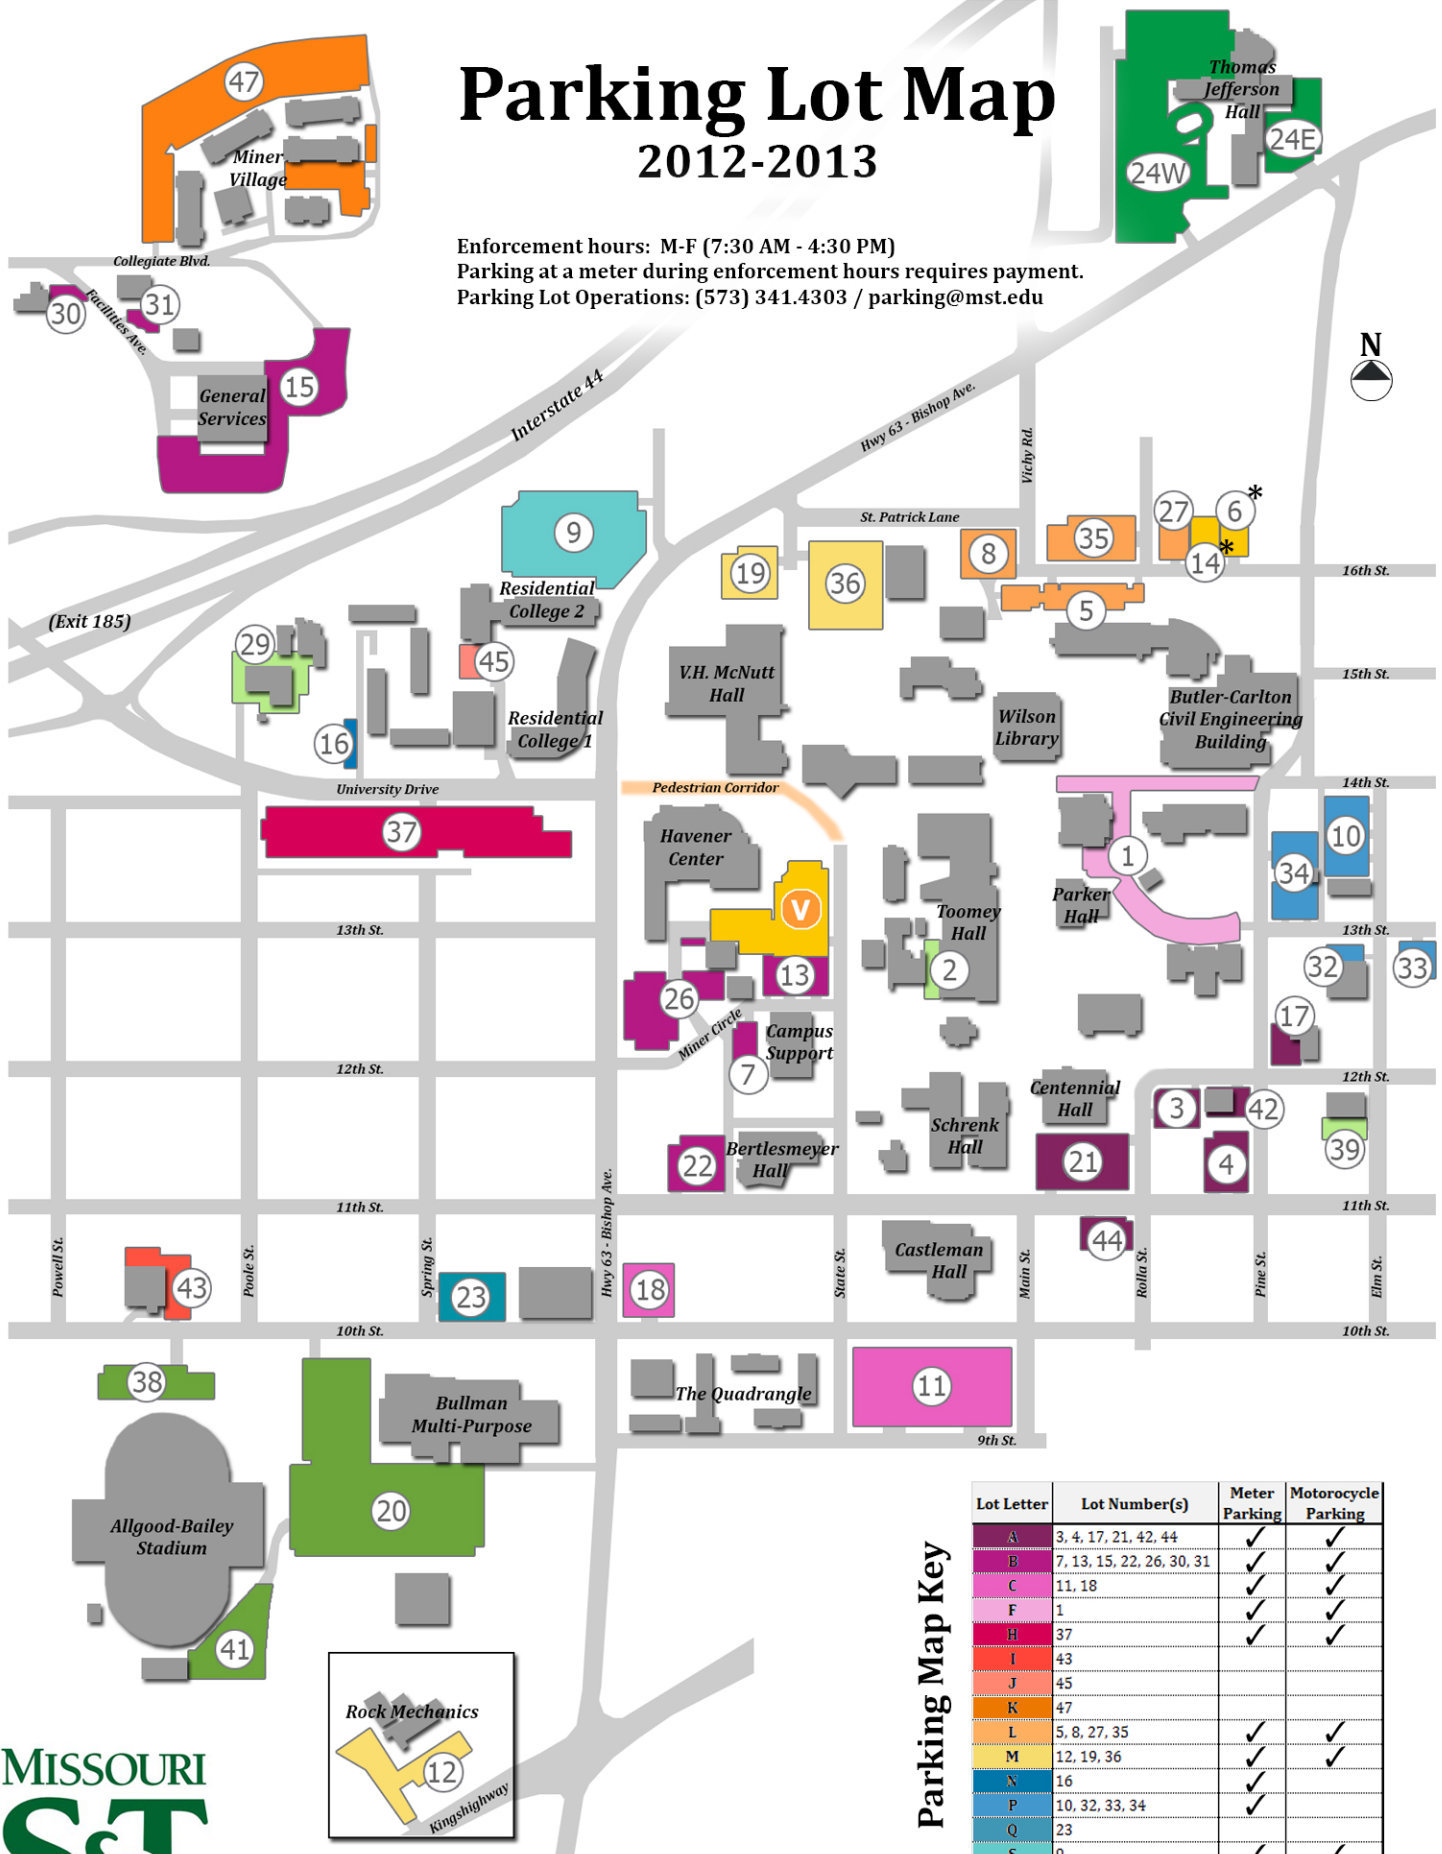 Parking Lot Map
2012-2013
Enforcement hours: M-F (7:30 AM - 4:30 PM)
Parking at a meter during enforcement hours requires payment.
Parking Lot Operations: (573) 341.4303 / parking@mst.edu
47
Miner
Village
Collegiate Blvd.
30
31
Facilities Ave.
General
Services
15
Thomas
Jefferson
Hall
24E
24W
N
Interstate 44
Hwy 63 - Bishop Ave.
Vichy Rd.
(Exit 185)
9
Residential
College 2
St. Patrick Lane
19
36
8
35
27
6
*
14
*
16th St.
5
29
45
16
Residential
College 1
V.H. McNutt
Hall
Wilson
Library
Butler-Carlton
Civil Engineering
Building
15th St.
University Drive
Pedestrian Corridor
14th St.
37
Havener
Center
V
Toomey
Hall
1
Parker
Hall
10
34
13th St.
13th St.
2
13
26
32
33
Miner Circle
7
Campus
Support
17
12th St.
12th St.
Centennial
Hall
3
42
39
Schrenk
Hall
22
Bertlesmeyer
Hall
21
4
11th St.
11th St.
44
Powell St.
Poole St.
Spring St.
Hwy 63 - Bishop Ave.
State St.
Main St.
Rolla St.
Pine St.
Elm St.
43
23
18
Castleman
Hall
10th St.
10th St.
38
Bullman
Multi-Purpose
The Quadrangle
11
9th St.
20
Allgood-Bailey
Stadium
41
Rock Mechanics
12
Kingshighway
MISSOURI
S&T
Parking Map Key
Lot Letter Lot Number(s) Meter Parking Motorocycle Parking
A 3, 4, 17, 21, 42, 44 ✓ ✓
B 7, 13, 15, 22, 26, 30, 31 ✓ ✓
C 11, 18 ✓ ✓
F 1 ✓ ✓
H 37 ✓ ✓
I 43
J 45
K 47
L 5, 8, 27, 35 ✓ ✓
M 12, 19, 36 ✓ ✓
N 16 ✓
P 10, 32, 33, 34 ✓
Q 23
S 9 ✓ ✓